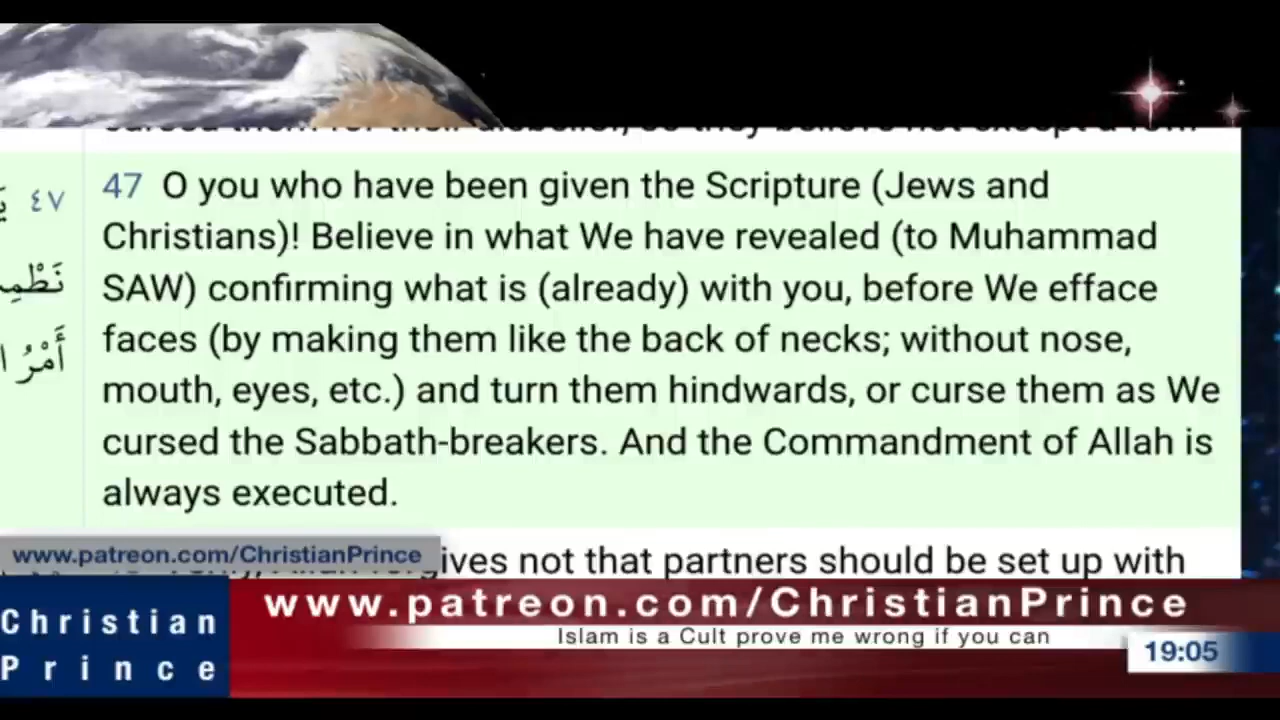 47 O you who have been given the Scripture (Jews and
٤٧
Christians)! Believe in what We have revealed (to Muhammad
SAW) confirming what is (already) with you, before We efface
faces (by making them like the back of necks; without nose,
أَمْرُ
mouth, eyes, etc.) and turn them hindwards, or curse them as We
cursed the Sabbath-breakers. And the Commandment of Allah is
always executed.
www.patreon.com/ChristianPrince
gives not that partners should be set up with
www.patreon.com/ChristianPrince
Islam is a Cult prove me wrong if you can
Christian
Prince
19:05